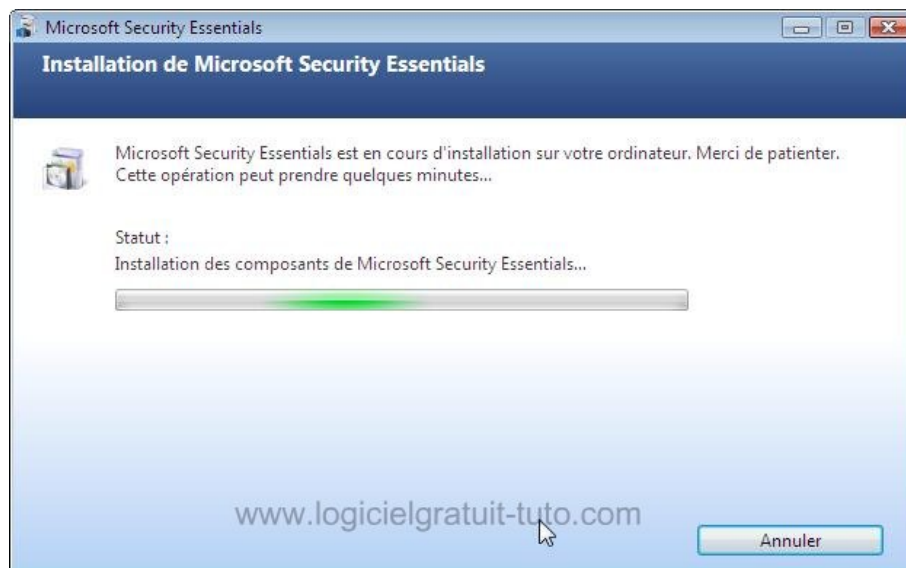 Microsoft Security Essentials
Installation de Microsoft Security Essentials
Microsoft Security Essentials est en cours d'installation sur votre ordinateur. Merci de patienter.
Cette opération peut prendre quelques minutes...
Statut :
Installation des composants de Microsoft Security Essentials...
www.logicielgratuit-tuto.com
Annuler